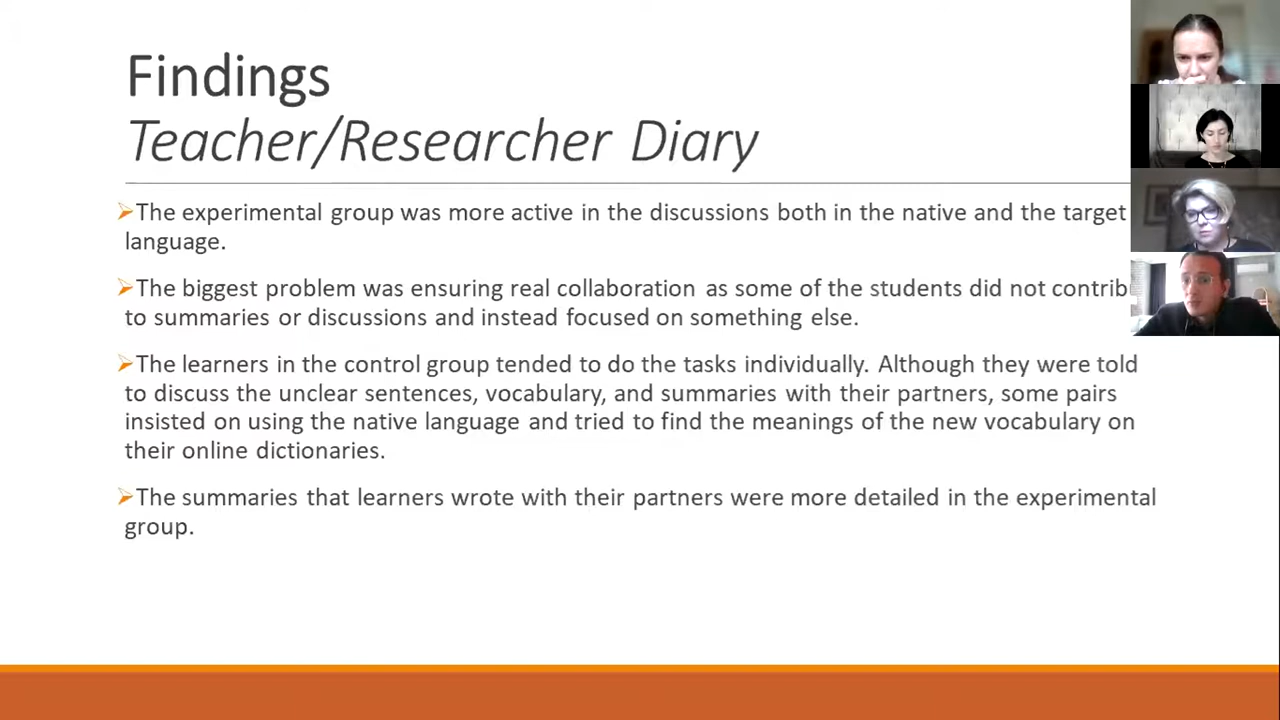 Findings
Teacher/Researcher Diary
The experimental group was more active in the discussions both in the native and the target
language.
The biggest problem was ensuring real collaboration as some of the students did not
to summaries or discussions and instead focused on something else.
The learners in the control group tended to do the tasks individually. Although they were told
to discuss the unclear sentences, vocabulary, and summaries with their partners, some pairs
insisted on using the native language and tried to find the meanings of the new vocabulary on
their online dictionaries.
The summaries that learners wrote with their partners were more detailed in the experimental
group.